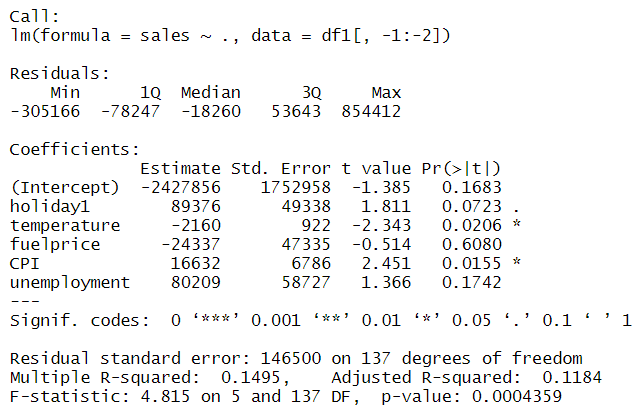 Call:
lm(formula = sales ~ ., data = df1[, -1:-2])
Residuals:
    Min      1Q  Median      3Q     Max
-305166  -78247  -18260   53643  854412
Coefficients:
             Estimate Std. Error t value Pr(>|t|)
(Intercept) -2427856    1752958  -1.385   0.1683
holiday1       89376      49338   1.811   0.0723 .
temperature    -2160        922  -2.343   0.0206 *
fuelprice     -24337      47335  -0.514   0.6080
CPI            16632       6786   2.451   0.0155 *
unemployment   80209      58727   1.366   0.1742
---
Signif. codes:  0 ‘***’ 0.001 ‘**’ 0.01 ‘*’ 0.05 ‘.’ 0.1 ‘ ’ 1
Residual standard error: 146500 on 137 degrees of freedom
Multiple R-squared:  0.1495,    Adjusted R-squared:  0.1184
F-statistic: 4.815 on 5 and 137 DF,  p-value: 0.0004359